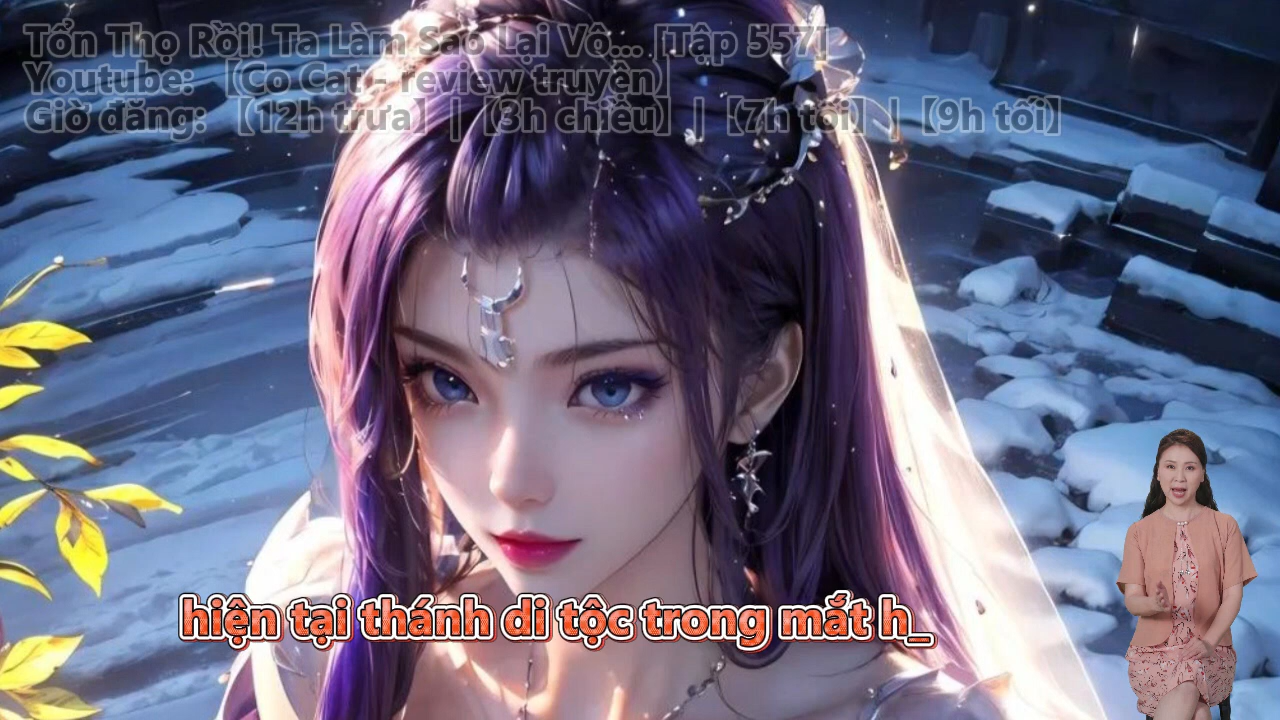 Tổn Thọ Rồi! Ta Làm Sao Lại Vô... [Tập 557]
Youtube: 【Cọ Cat - review truyện】
Giờ đăng: 【12h trưa】 | 【3h chiều】 | 【7h tối】 | 【9h tối】
hiện tại thánh di tộc trong mắt h_